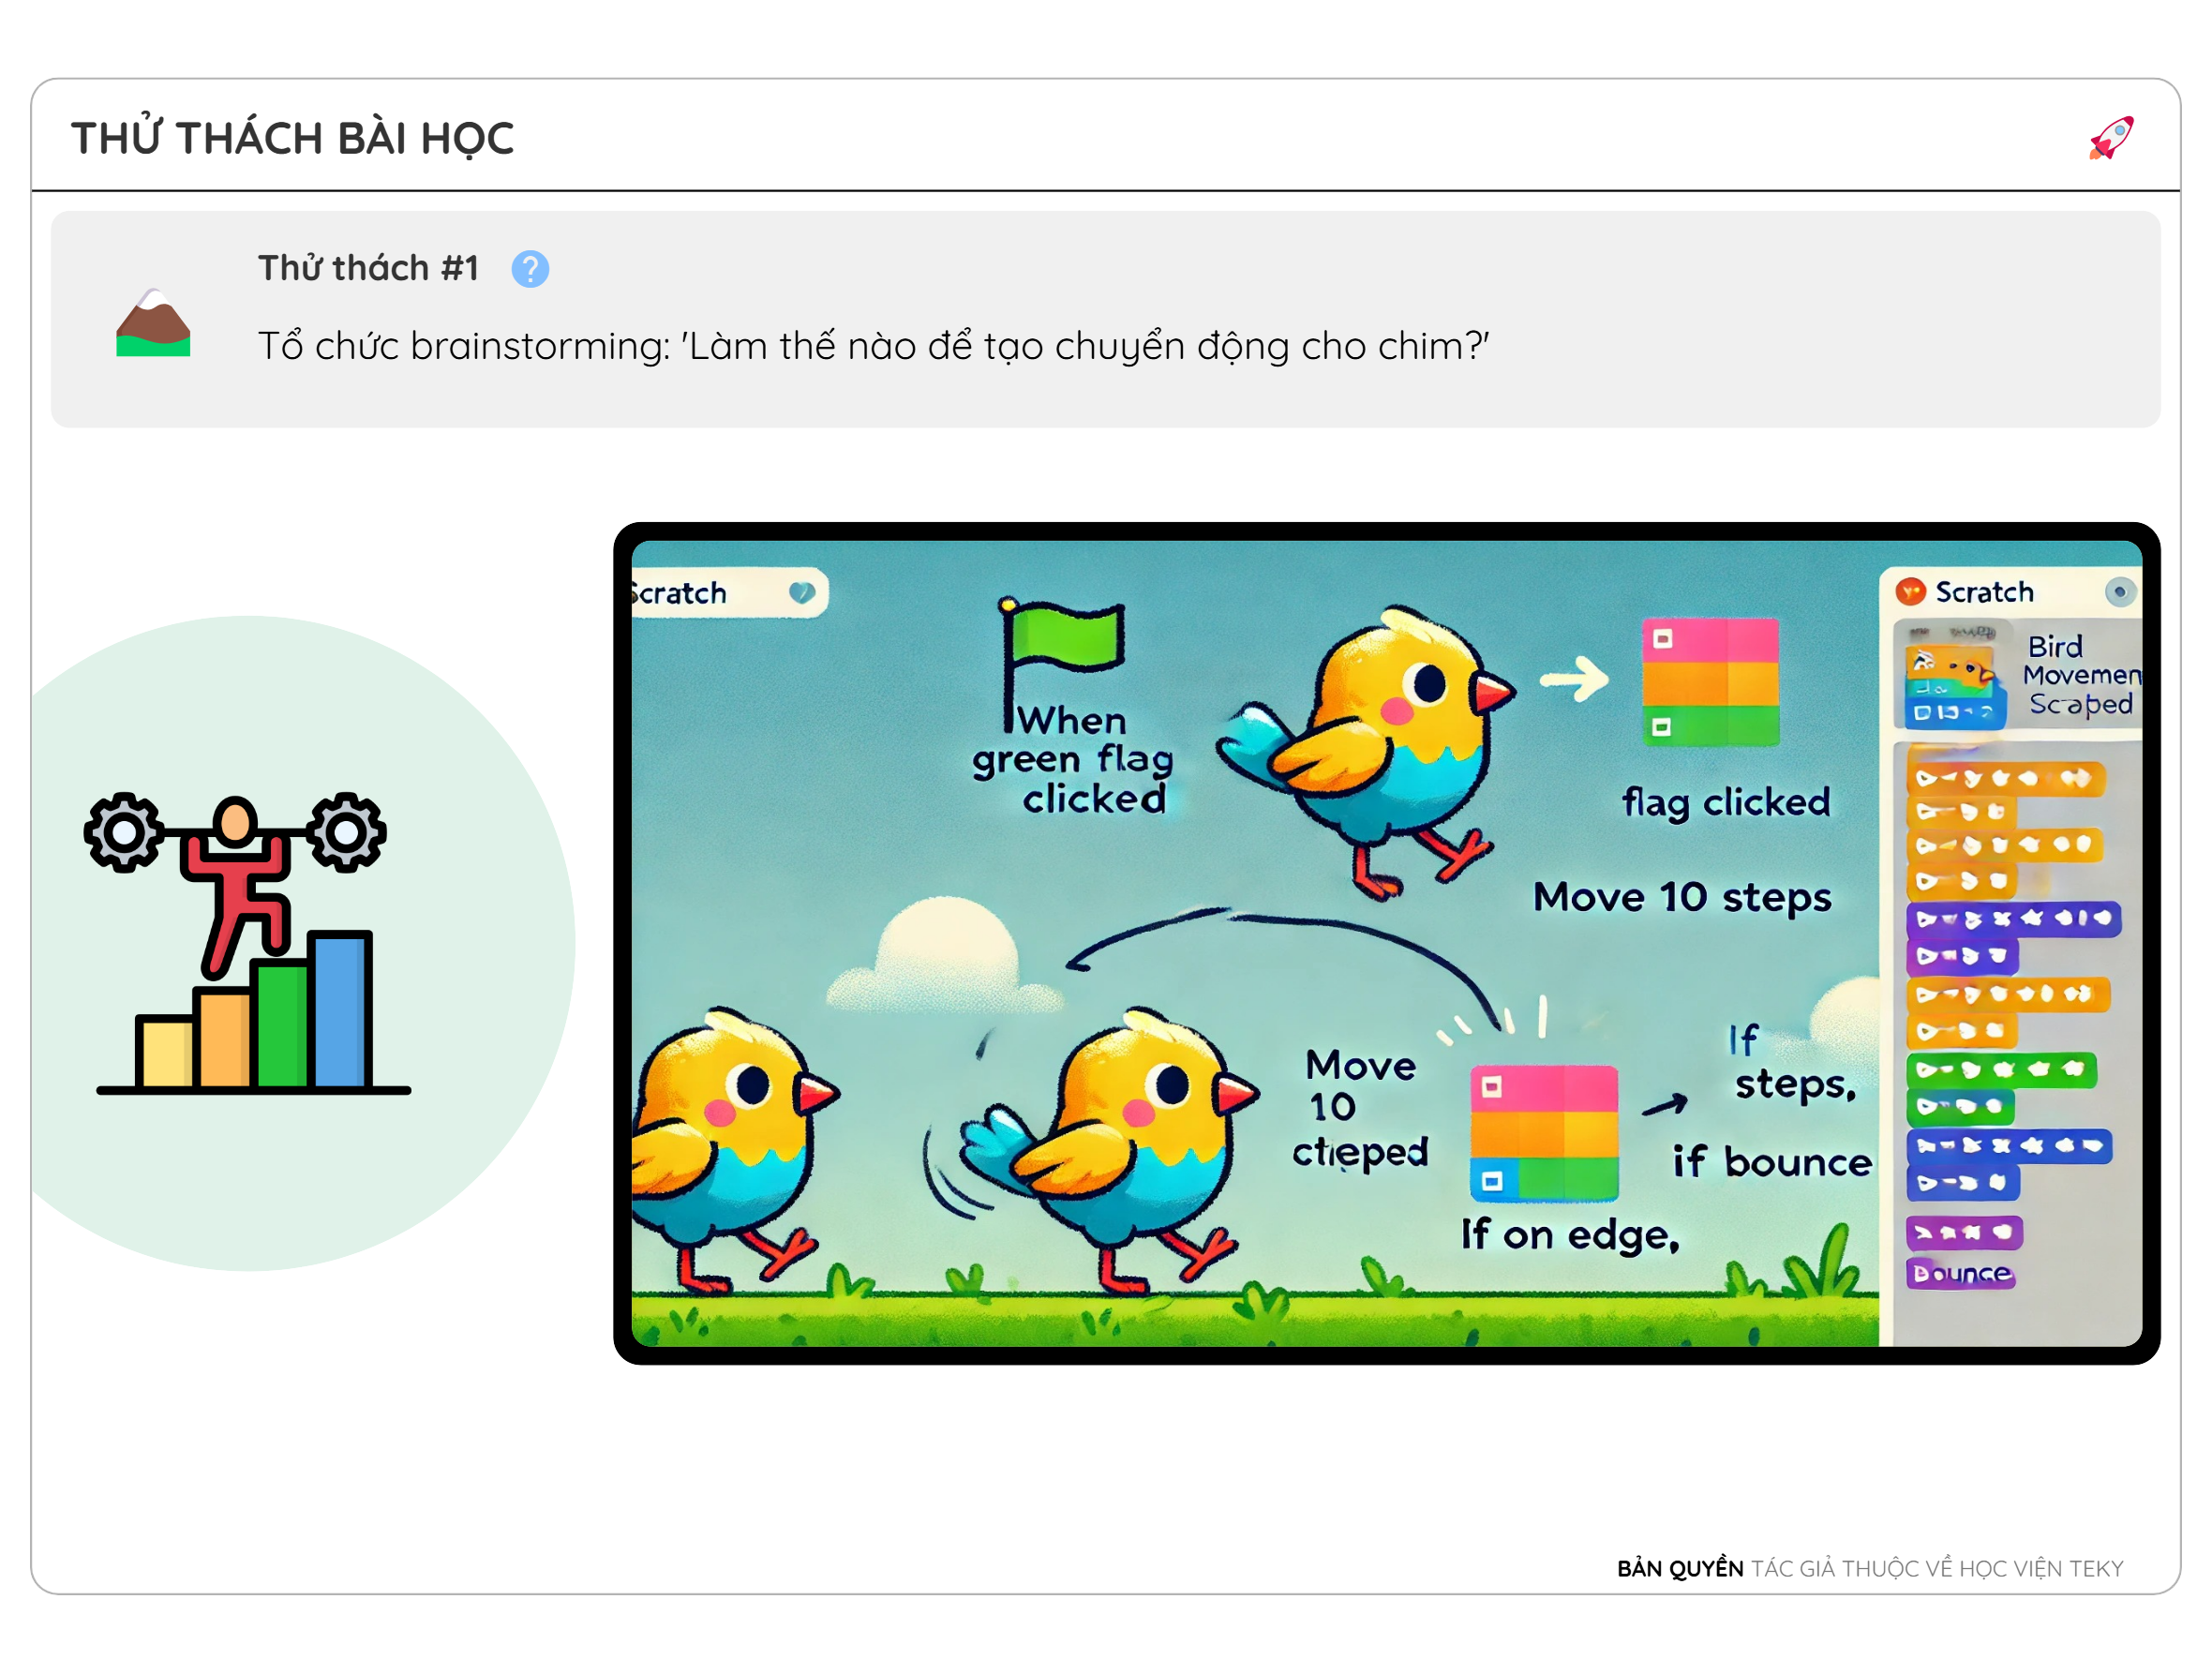 THỬ THÁCH BÀI HỌC
Thử thách #1
Tổ chức brainstorming: 'Làm thế nào để tạo chuyển động cho chim?'
Scratch
When
green flag
clicked
flag clicked
Move 10 steps
Move
10
ctieped
If
steps,
if bounce
If on edge,
Scratch
Bird
Movemen
Scaped
Bounce
BẢN QUYỀN TÁC GIẢ THUỘC VỀ HỌC VIỆN TEKY